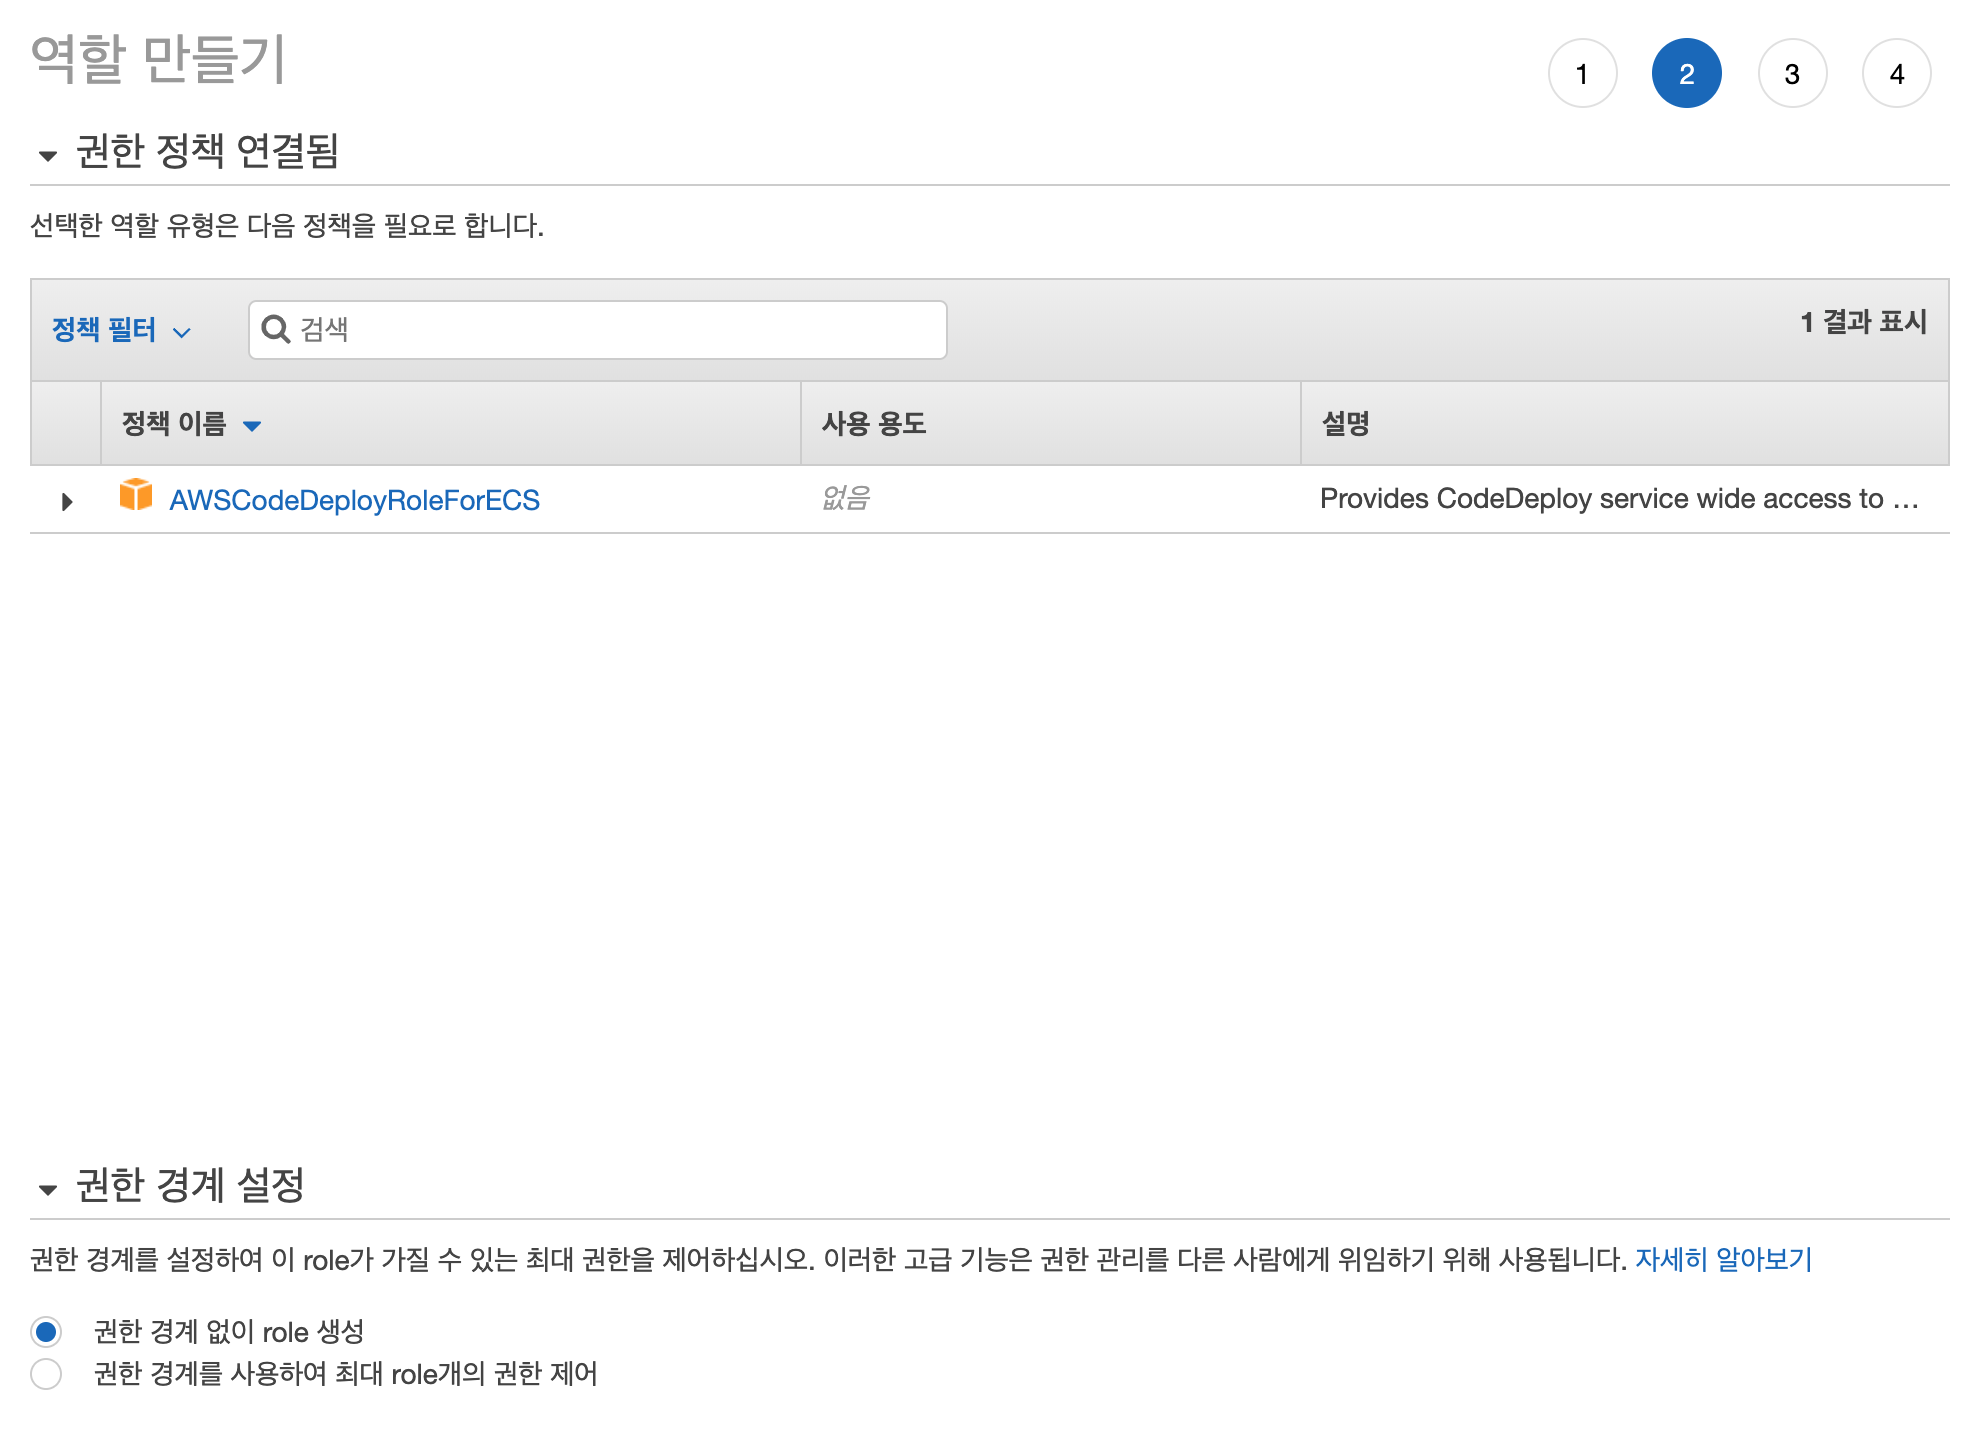 역할 만들기
1 2 3 4
권한 정책 연결됨
선택한 역할 유형은 다음 정책을 필요로 합니다.
정책 필터 검색 1 결과 표시
정책 이름 사용 용도 설명
AWSCodeDeployRoleForECS 없음 Provides CodeDeploy service wide access to ...
권한 경계 설정
권한 경계를 설정하여 이 role가 가질 수 있는 최대 권한을 제어하십시오. 이러한 고급 기능은 권한 관리를 다른 사람에게 위임하기 위해 사용됩니다. 자세히 알아보기
권한 경계 없이 role 생성
권한 경계를 사용하여 최대 role개의 권한 제어